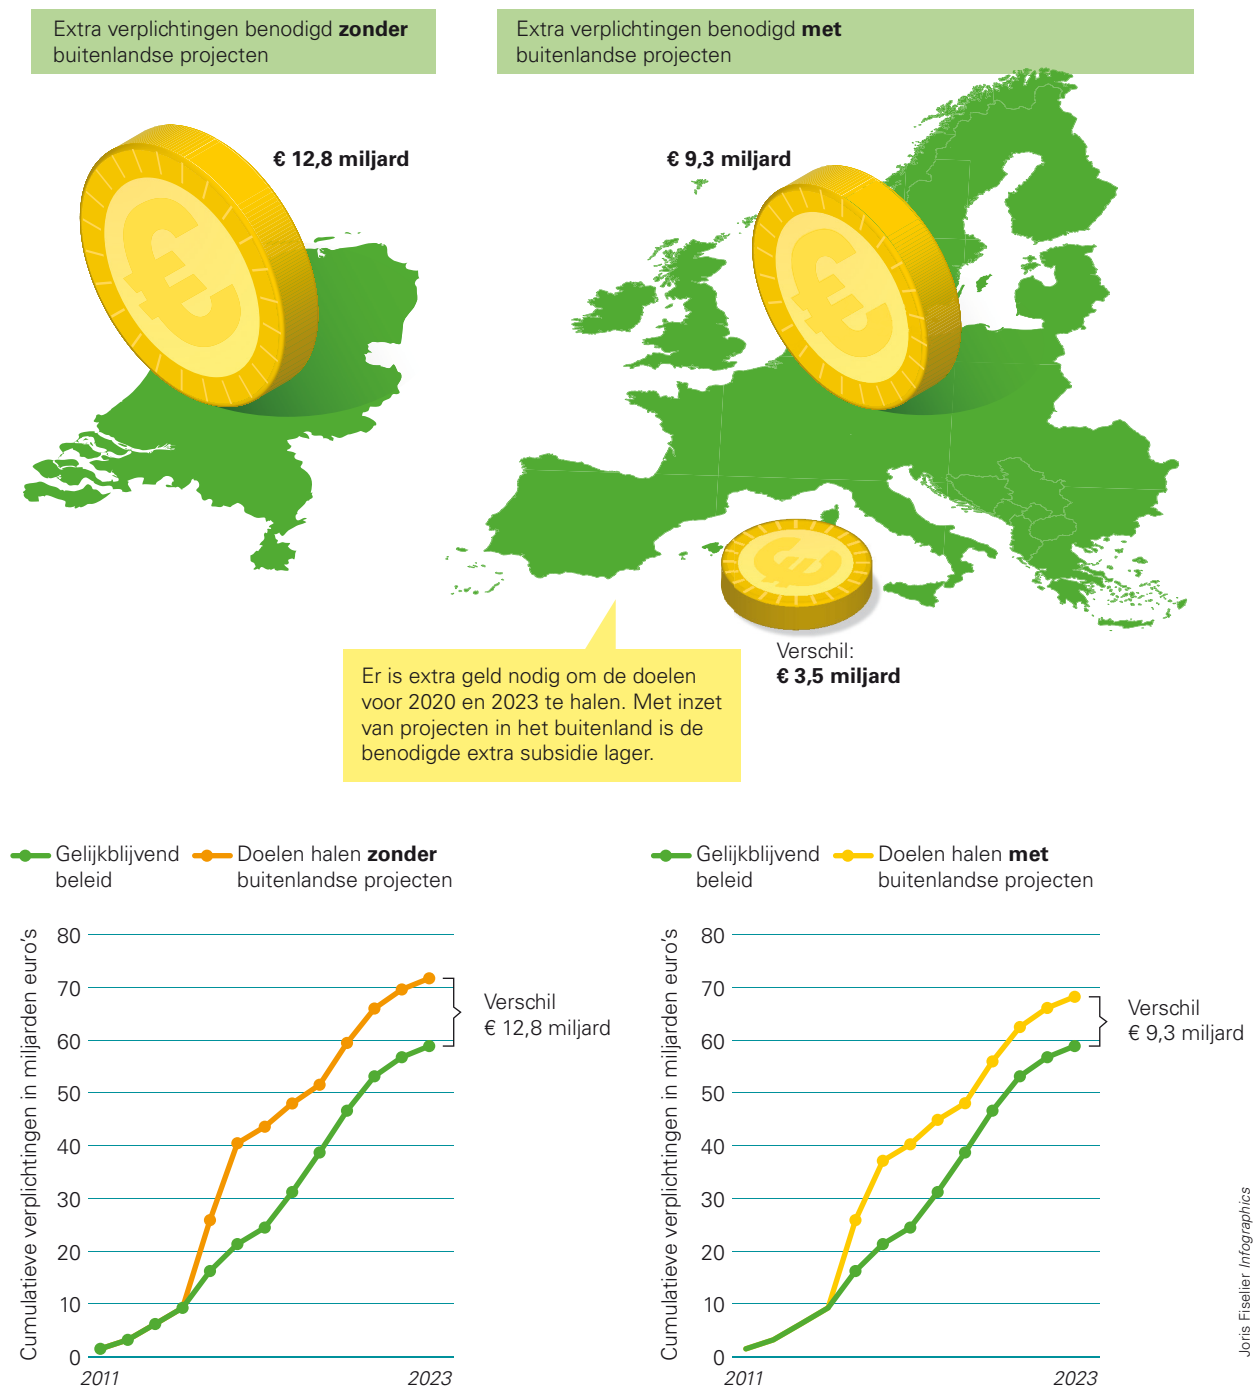 Extra verplichtingen benodigd zonder
buitenlandse projecten
Extra verplichtingen benodigd met
buitenlandse projecten
€ 12,8 miljard
€ 9,3 miljard
Verschil:
€ 3,5 miljard
Er is extra geld nodig om de doelen
voor 2020 en 2023 te halen. Met inzet
van projecten in het buitenland is de
benodigde extra subsidie lager.
Gelijkblijvend
beleid
Doelen halen zonder
buitenlandse projecten
Cumulatieve verplichtingen in miljarden euro's
80
70
60
50
40
30
20
10
0
2011
2023
Verschil
€ 12,8 miljard
Gelijkblijvend
beleid
Doelen halen met
buitenlandse projecten
Cumulatieve verplichtingen in miljarden euro's
80
70
60
50
40
30
20
10
0
2011
2023
Verschil
€ 9,3 miljard
Joris Fiselier Infographics